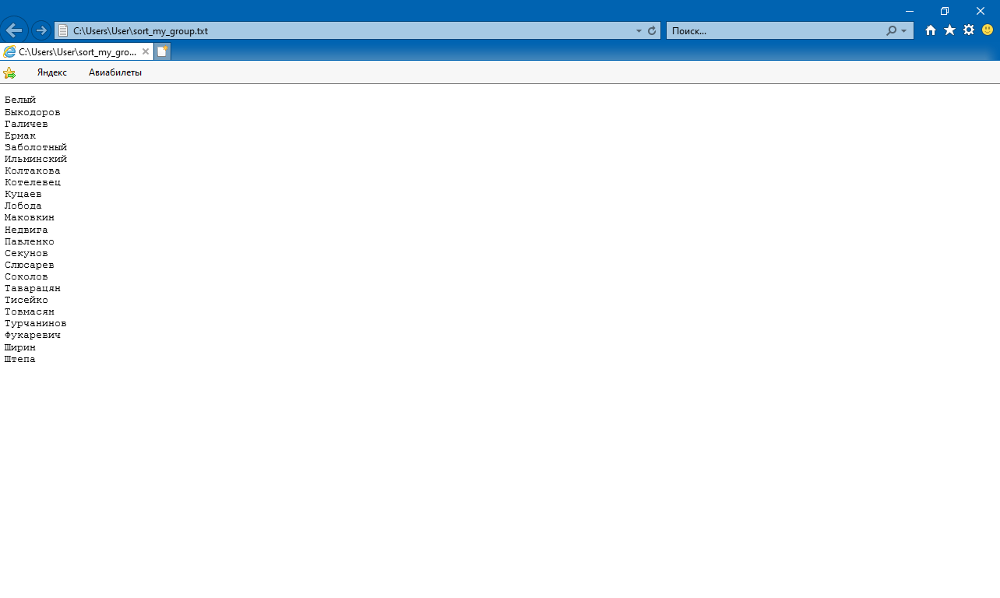 C:\Users\User\sort_my_group.txt
Поиск...
C:\Users\User\sort_my_gro...
Яндекс Авиабилеты
Белый
Быкодоров
Галичев
Ермак
Заболотный
Ильминский
Колтакова
Котелевец
Куцаев
Лобода
Маковкин
Недвига
Павленко
Секунов
Слюсарев
Соколов
Таварацян
Тисейко
Товмасян
Турчанинов
Фукаревич
Ширин
Штепа